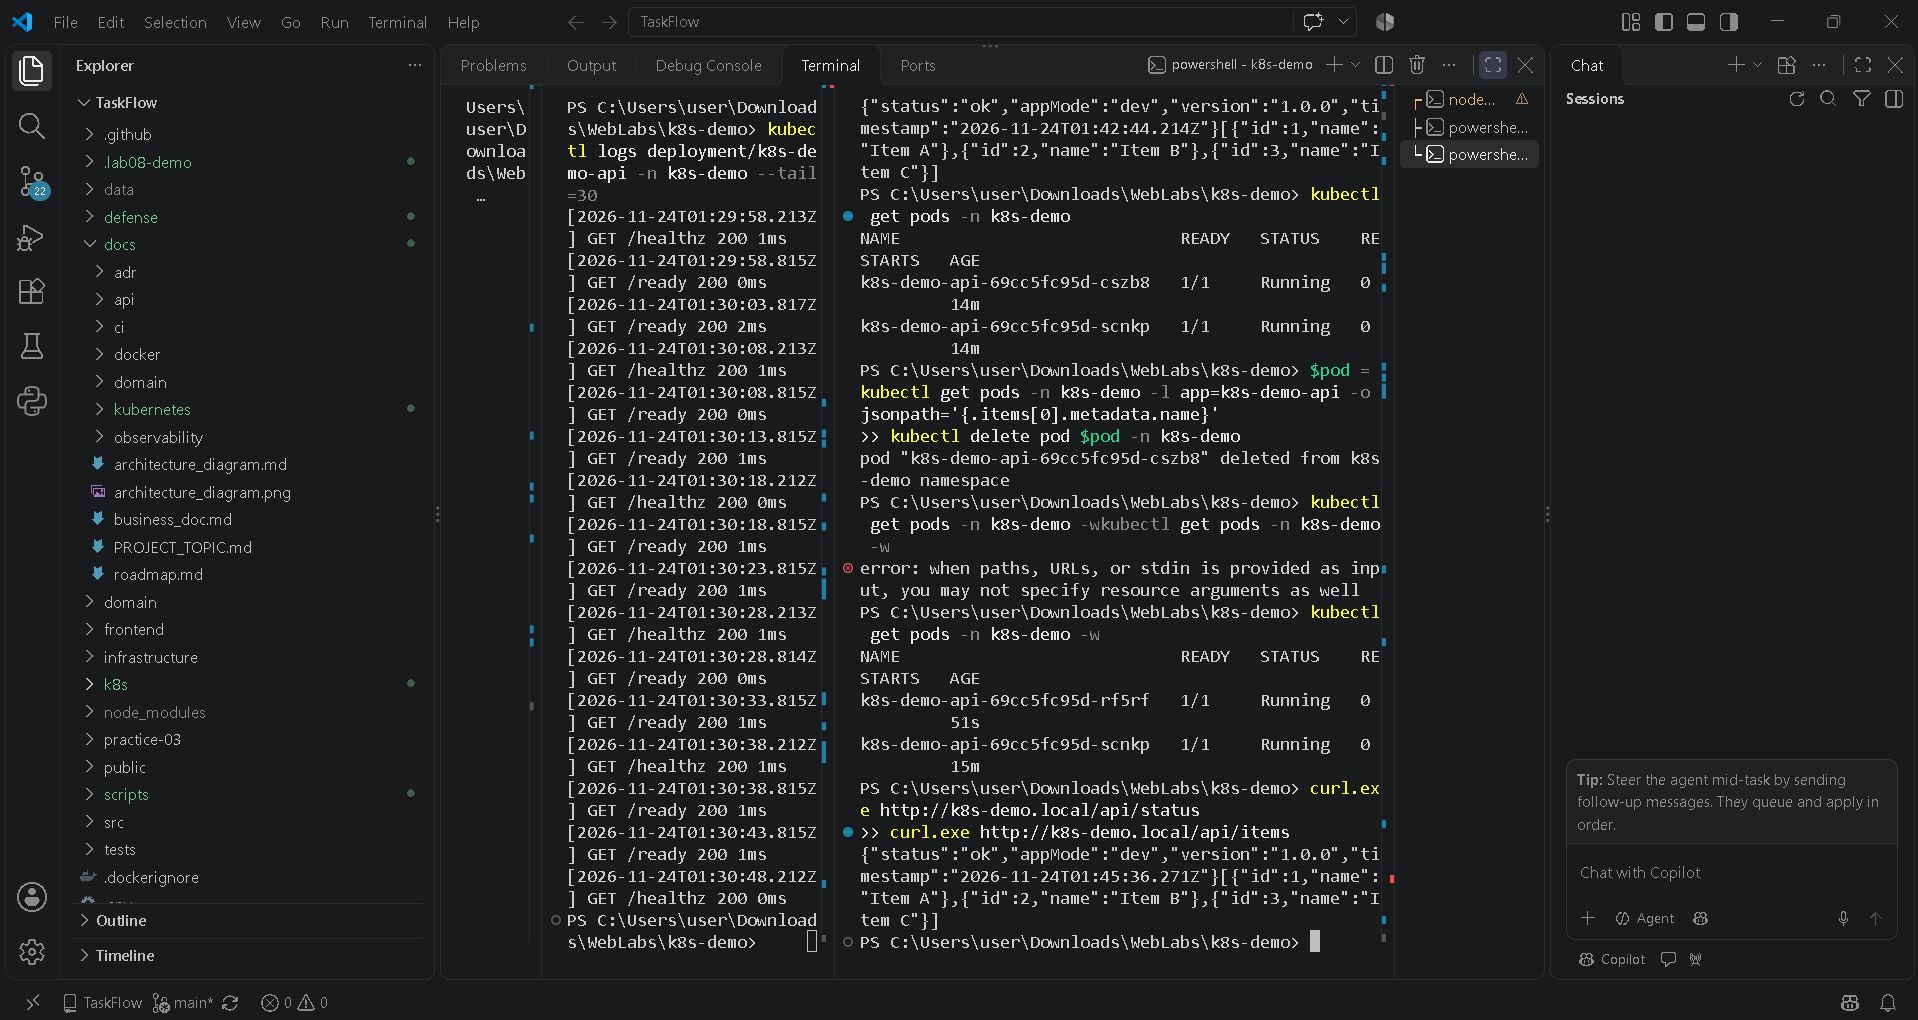 File Edit Selection View Go Run Terminal Help
TaskFlow
Explorer
TaskFlow
.github
.lab08-demo
data
defense
docs
adr
api
ci
docker
domain
kubernetes
observability
architecture_diagram.md
architecture_diagram.png
business_doc.md
PROJECT_TOPIC.md
roadmap.md
domain
frontend
infrastructure
k8s
node_modules
practice-03
public
scripts
src
tests
.dockerignore
Outline
Timeline
22
Problems Output Debug Console Terminal Ports
powershell - k8s-demo
Users\
user\D
ownloa
ds\Web
…
PS C:\Users\user\Download
s\WebLabs\k8s-demo> kubec
tl logs deployment/k8s-de
mo-api -n k8s-demo --tail
=30
[2026-11-24T01:29:58.213Z
] GET /healthz 200 1ms
[2026-11-24T01:29:58.815Z
] GET /ready 200 0ms
[2026-11-24T01:30:03.817Z
] GET /ready 200 2ms
[2026-11-24T01:30:08.213Z
] GET /healthz 200 1ms
[2026-11-24T01:30:08.815Z
] GET /ready 200 0ms
[2026-11-24T01:30:13.815Z
] GET /ready 200 1ms
[2026-11-24T01:30:18.212Z
] GET /healthz 200 0ms
[2026-11-24T01:30:18.815Z
] GET /ready 200 1ms
[2026-11-24T01:30:23.815Z
] GET /ready 200 1ms
[2026-11-24T01:30:28.213Z
] GET /healthz 200 1ms
[2026-11-24T01:30:28.814Z
] GET /ready 200 0ms
[2026-11-24T01:30:33.815Z
] GET /ready 200 1ms
[2026-11-24T01:30:38.212Z
] GET /healthz 200 1ms
[2026-11-24T01:30:38.815Z
] GET /ready 200 1ms
[2026-11-24T01:30:43.815Z
] GET /ready 200 1ms
[2026-11-24T01:30:48.212Z
] GET /healthz 200 0ms
PS C:\Users\user\Download
s\WebLabs\k8s-demo>
{"status":"ok","appMode":"dev","version":"1.0.0","ti
mestamp":"2026-11-24T01:42:44.214Z"}[{"id":1,"name":
"Item A"},{"id":2,"name":"Item B"},{"id":3,"name":"I
tem C"}]
PS C:\Users\user\Downloads\WebLabs\k8s-demo> kubectl
get pods -n k8s-demo
NAME READY STATUS RE
STARTS AGE
k8s-demo-api-69cc5fc95d-cszb8 1/1 Running 0
14m
k8s-demo-api-69cc5fc95d-scnkp 1/1 Running 0
14m
PS C:\Users\user\Downloads\WebLabs\k8s-demo> $pod =
kubectl get pods -n k8s-demo -l app=k8s-demo-api -o
jsonpath='{.items[0].metadata.name}'
>> kubectl delete pod $pod -n k8s-demo
pod "k8s-demo-api-69cc5fc95d-cszb8" deleted from k8s
-demo namespace
PS C:\Users\user\Downloads\WebLabs\k8s-demo> kubectl
get pods -n k8s-demo -wkubectl get pods -n k8s-demo
-w
error: when paths, URLs, or stdin is provided as inp
ut, you may not specify resource arguments as well
PS C:\Users\user\Downloads\WebLabs\k8s-demo> kubectl
get pods -n k8s-demo -w
NAME READY STATUS RE
STARTS AGE
k8s-demo-api-69cc5fc95d-rf5rf 1/1 Running 0
51s
k8s-demo-api-69cc5fc95d-scnkp 1/1 Running 0
15m
PS C:\Users\user\Downloads\WebLabs\k8s-demo> curl.ex
e http://k8s-demo.local/api/status
>> curl.exe http://k8s-demo.local/api/items
{"status":"ok","appMode":"dev","version":"1.0.0","ti
mestamp":"2026-11-24T01:45:36.271Z"}[{"id":1,"name":
"Item A"},{"id":2,"name":"Item B"},{"id":3,"name":"I
tem C"}]
PS C:\Users\user\Downloads\WebLabs\k8s-demo>
node...
powershe...
powershe...
Chat
Sessions
Tip: Steer the agent mid-task by sending
follow-up messages. They queue and apply in
order.
Chat with Copilot
Agent
Copilot
TaskFlow main* 0 0